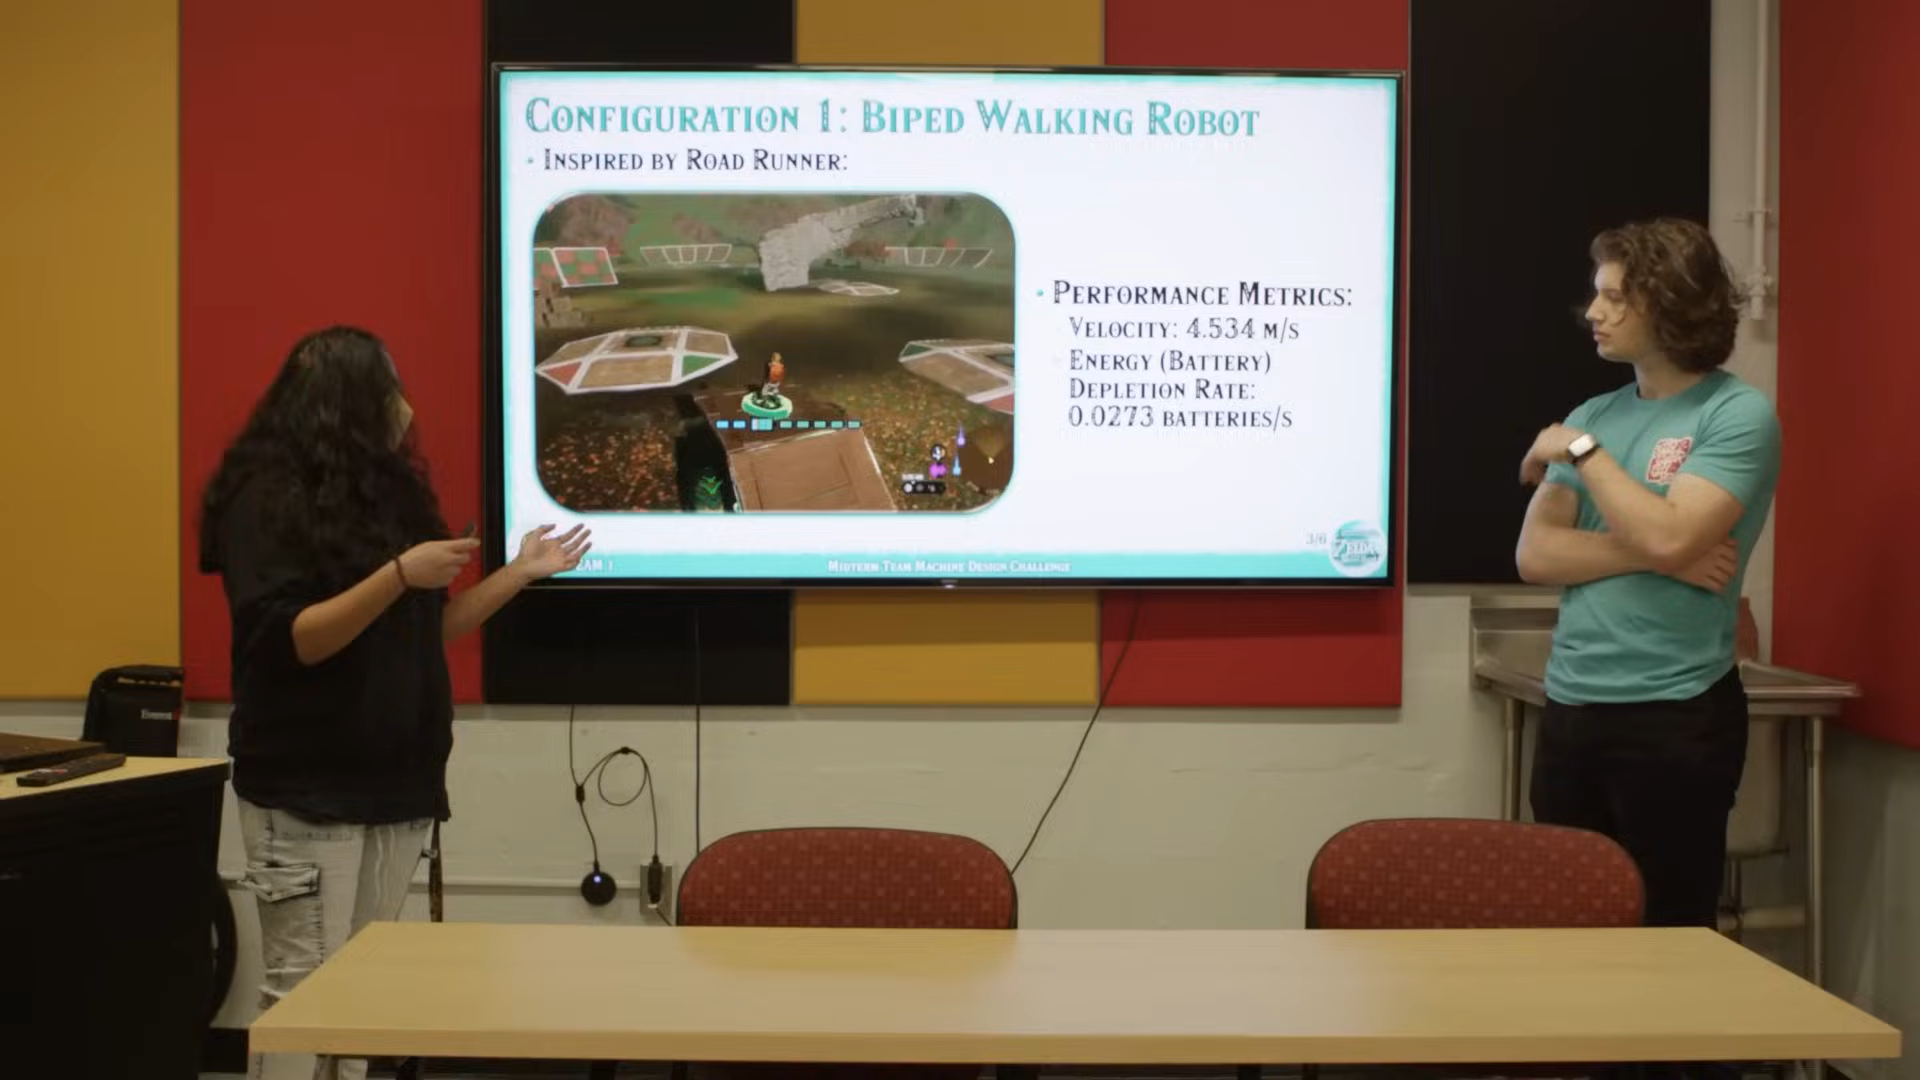 Configuration 1: Biped Walking Robot
• Inspired by Road Runner:
• Performance Metrics:
Velocity: 4.534 m/s
Energy (Battery)
Depletion Rate:
0.0273 batteries/s
3/6
Zelda
Midterm Team Machine Design Challenge